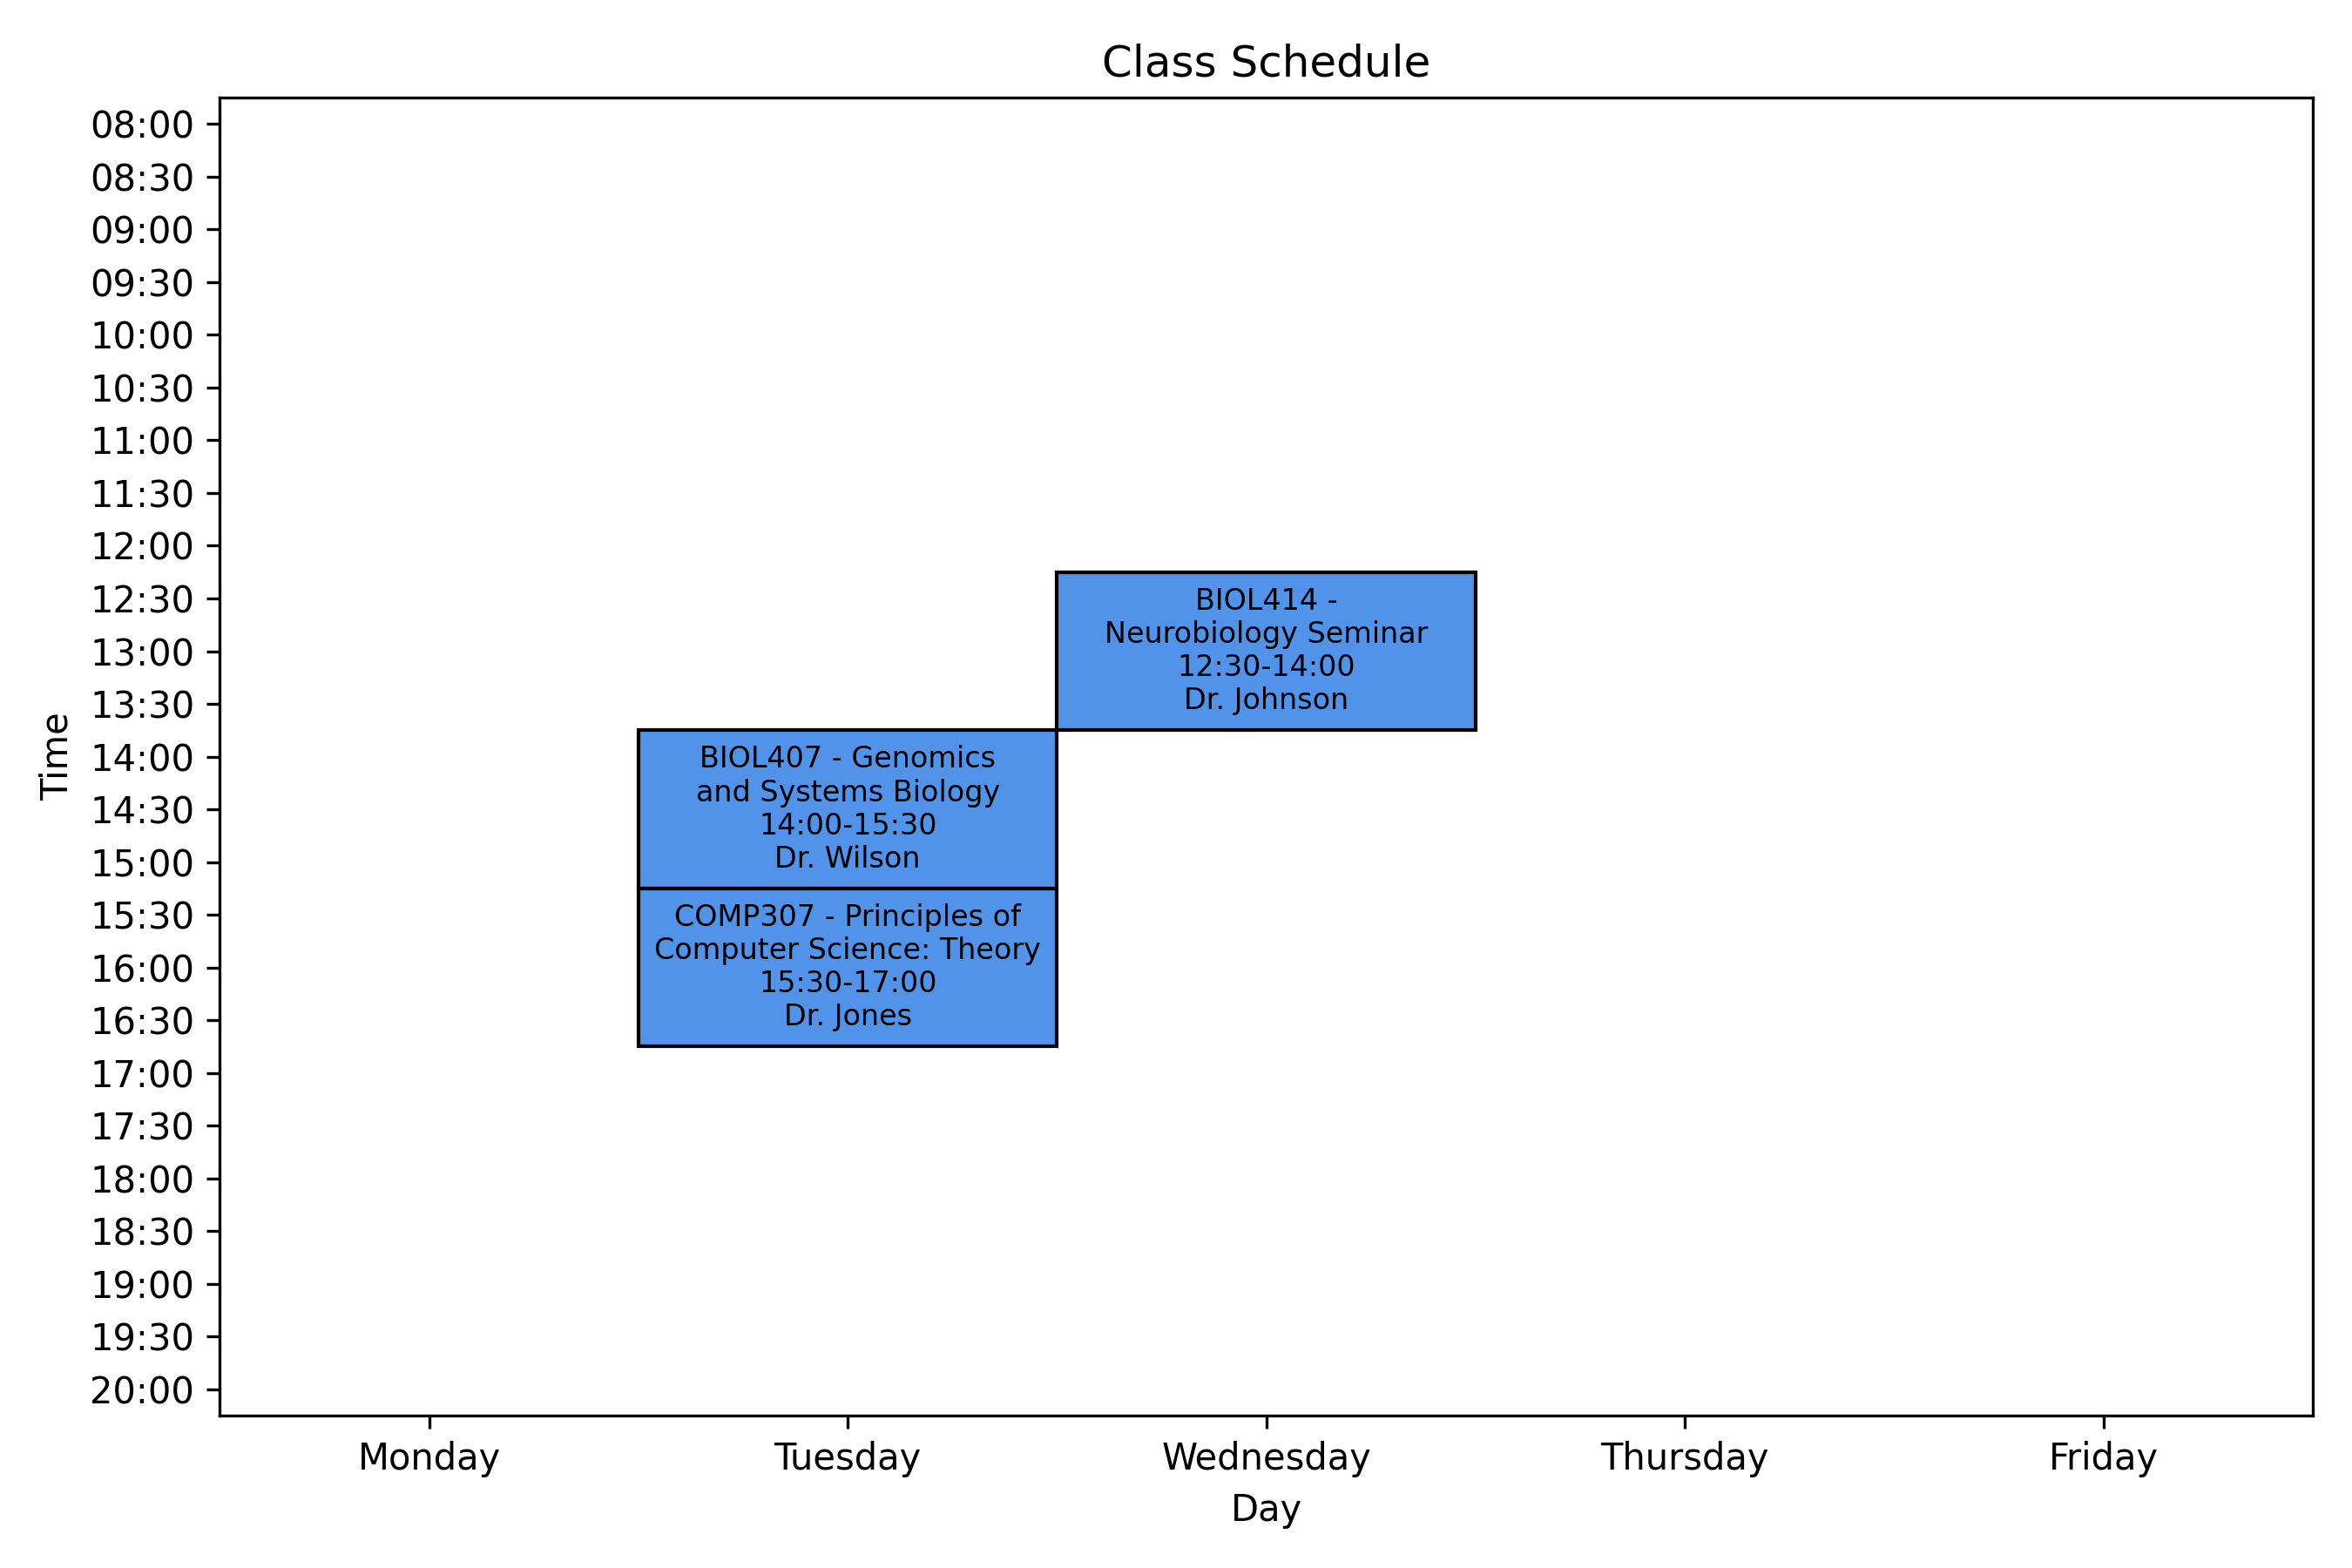 Class Schedule
Time
08:00
08:30
09:00
09:30
10:00
10:30
11:00
11:30
12:00
12:30
13:00
13:30
14:00
14:30
15:00
15:30
16:00
16:30
17:00
17:30
18:00
18:30
19:00
19:30
20:00
BIOL414 -
Neurobiology Seminar
12:30-14:00
Dr. Johnson
BIOL407 - Genomics
and Systems Biology
14:00-15:30
Dr. Wilson
COMP307 - Principles of
Computer Science: Theory
15:30-17:00
Dr. Jones
Monday Tuesday Wednesday Thursday Friday
Day